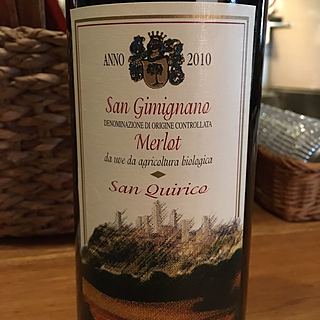 ANNO 2010
San Gimignano
DENOMINAZIONE DI ORIGINE CONTROLLATA
Merlot
da uve da agricoltura biologica
San Quirico